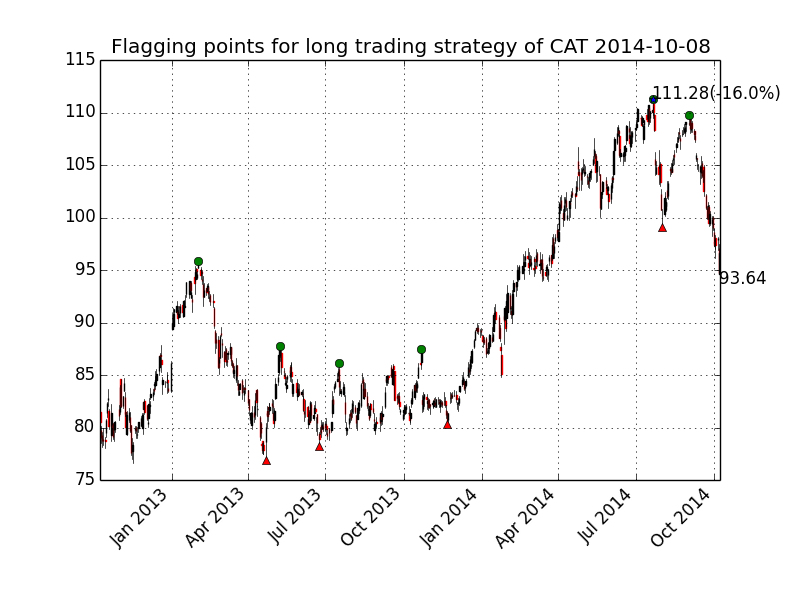 Flagging points for long trading strategy of CAT 2014-10-08
115
110
105
100
95
90
85
80
75
111.28(-16.0%)
93.64
Jan 2013
Apr 2013
Jul 2013
Oct 2013
Jan 2014
Apr 2014
Jul 2014
Oct 2014